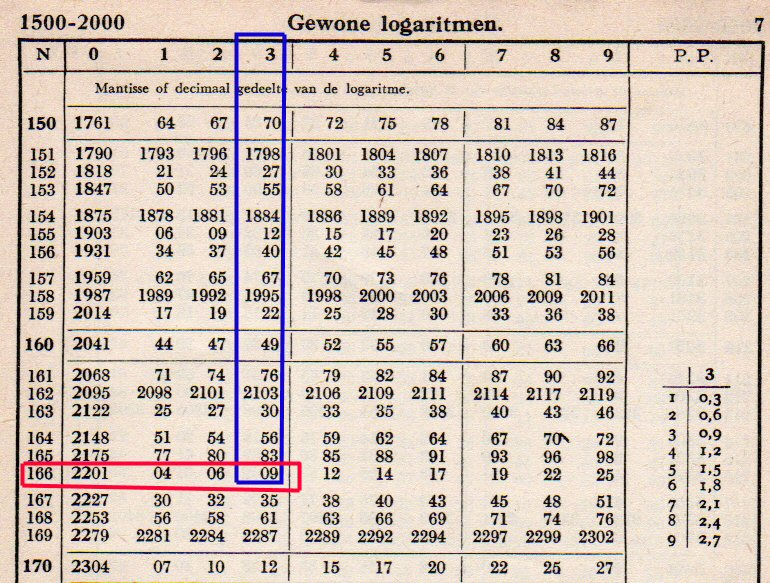 1500-2000 Gewone logaritmen. 7
N 0 1 2 3 4 5 6 7 8 9 P. P.
Mantisse of decimaal gedeelte van de logaritme.
150 1761 64 67 70 72 75 78 81 84 87
151 1790 1793 1796 1798 1801 1804 1807 1810 1813 1816
152 1818 21 24 27 30 33 36 38 41 44
153 1847 50 53 55 58 61 64 67 70 72
154 1875 1878 1881 1884 1886 1889 1892 1895 1898 1901
155 1903 06 09 12 15 17 20 23 26 28
156 1931 34 37 40 42 45 48 51 53 56
157 1959 62 65 67 70 73 76 78 81 84
158 1987 1989 1992 1995 1998 2000 2003 2006 2009 2011
159 2014 17 19 22 25 28 30 33 36 38
160 2041 44 47 49 52 55 57 60 63 66
161 2068 71 74 76 79 82 84 87 90 92 3
162 2095 2098 2101 2103 2106 2109 2111 2114 2117 2119 1 0,3
163 2122 25 27 30 33 35 38 40 43 46 2 0,6
164 2148 51 54 56 59 62 64 67 70 72 3 0,9
165 2175 77 80 83 85 88 91 93 96 98 4 1,2
166 2201 04 06 09 12 14 17 19 22 25 5 1,5
6 1,8
167 2227 30 32 35 38 40 43 45 48 51 7 2,1
168 2253 56 58 61 63 66 69 71 74 76 8 2,4
169 2279 2281 2284 2287 2289 2292 2294 2297 2299 2302 9 2,7
170 2304 07 10 12 15 17 20 22 25 27